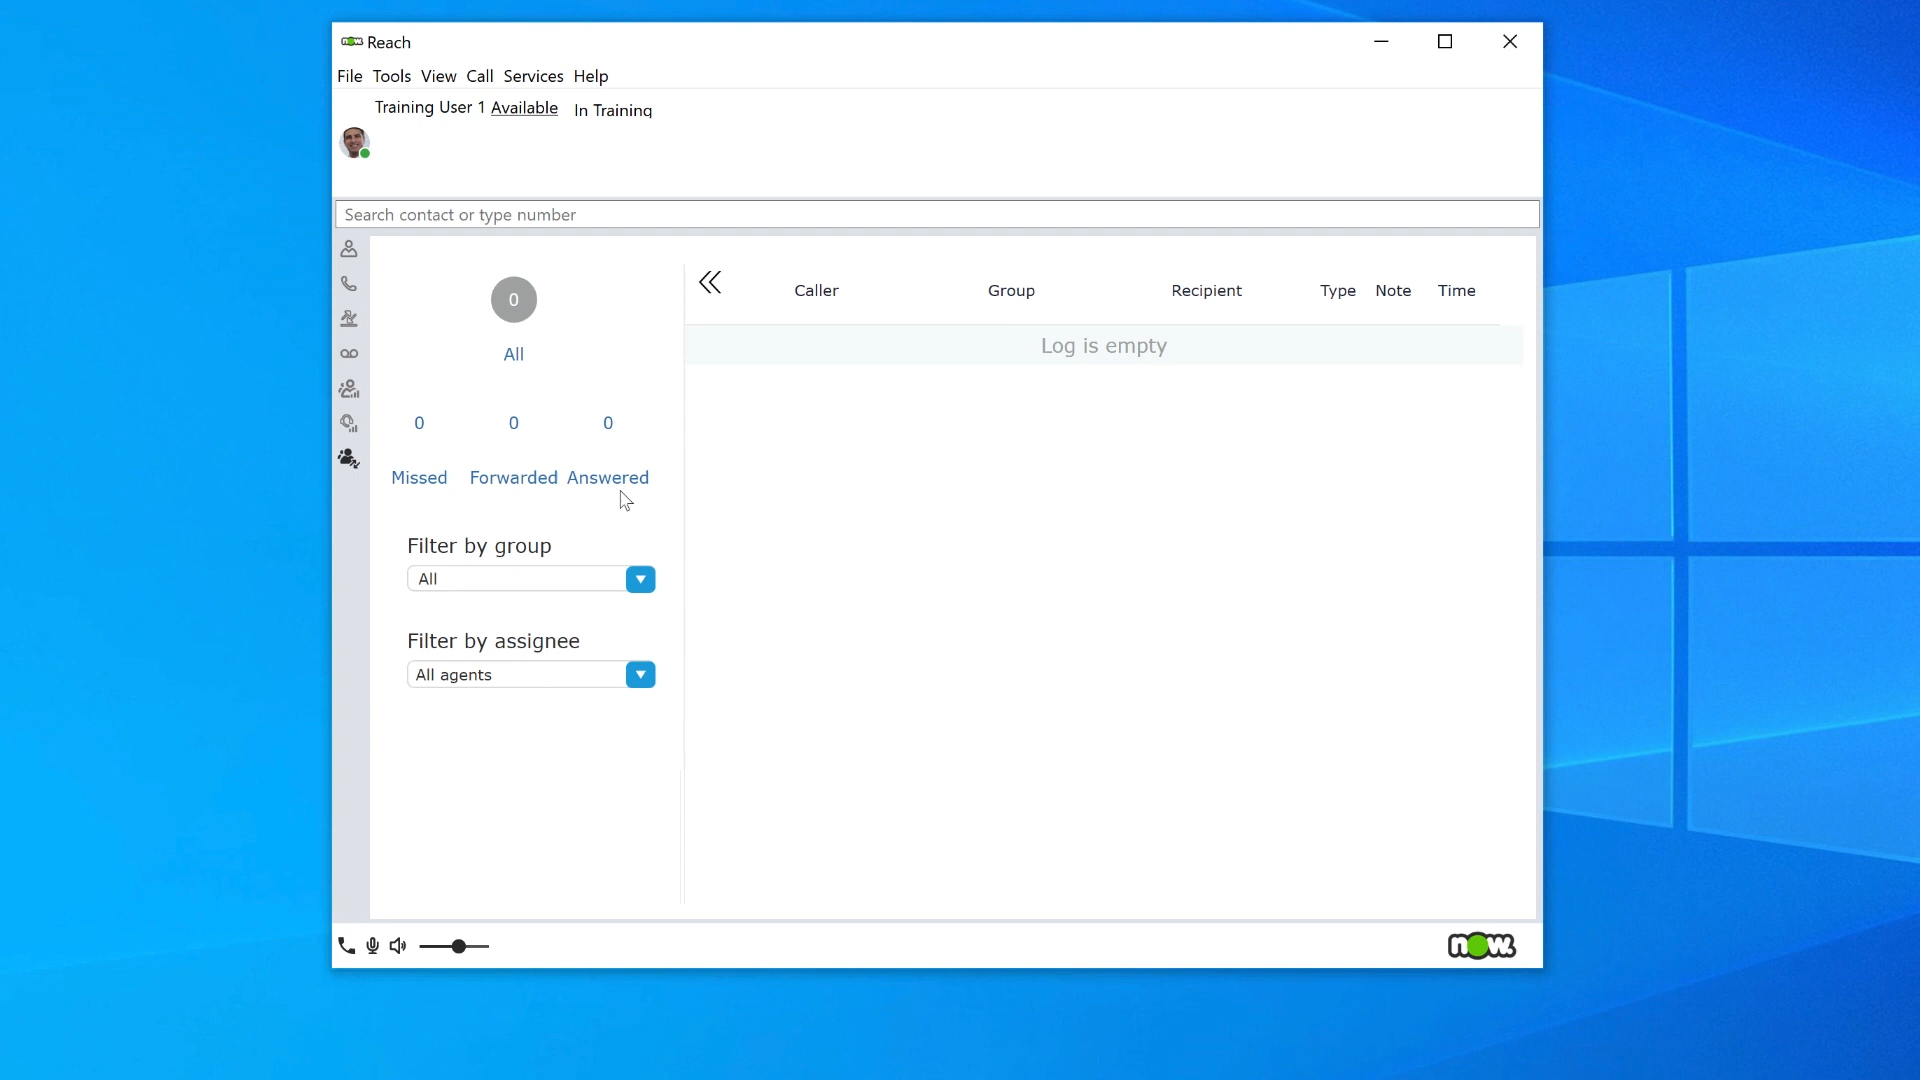 now. Reach
File Tools View Call Services Help
Training User 1 Available In Training
Search contact or type number
0
All
0 0 0
Missed Forwarded Answered
Filter by group
All
Filter by assignee
All agents
Caller Group Recipient Type Note Time
Log is empty
now.